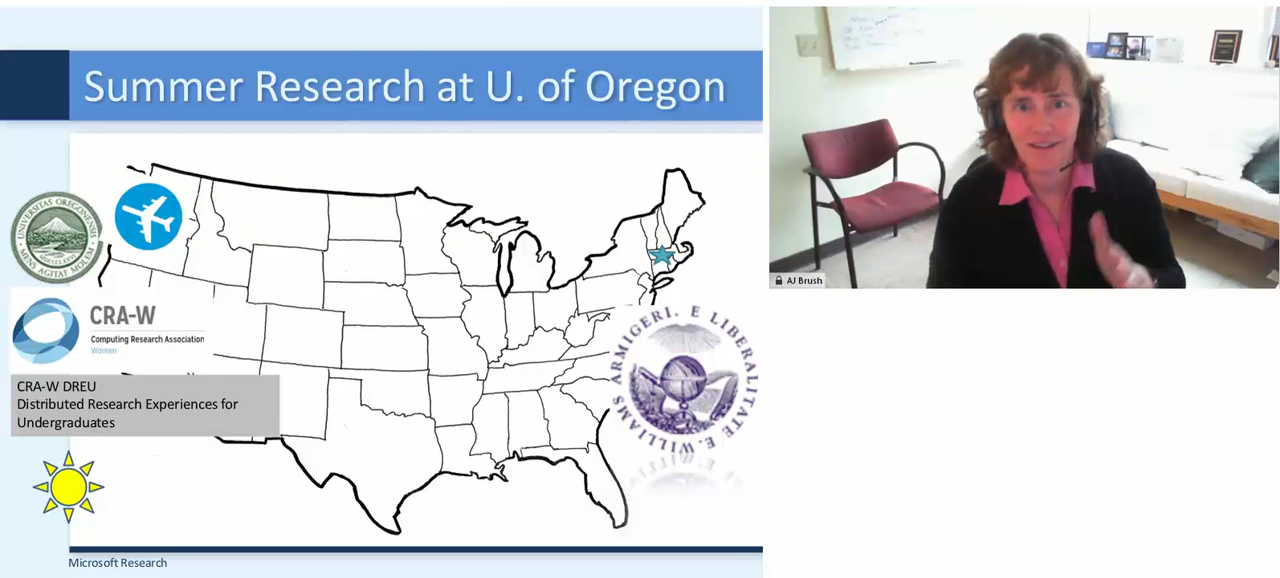 Summer Research at U. of Oregon
UNIVERSITAS OREGONENSIS
MENS AGITAT MOLEM
CRA-W
Computing Research Association
Women
CRA-W DREU
Distributed Research Experiences for
Undergraduates
E LIBERALITATE E. WILLIAMS ARMIGERI.
Microsoft Research
AJ Brush